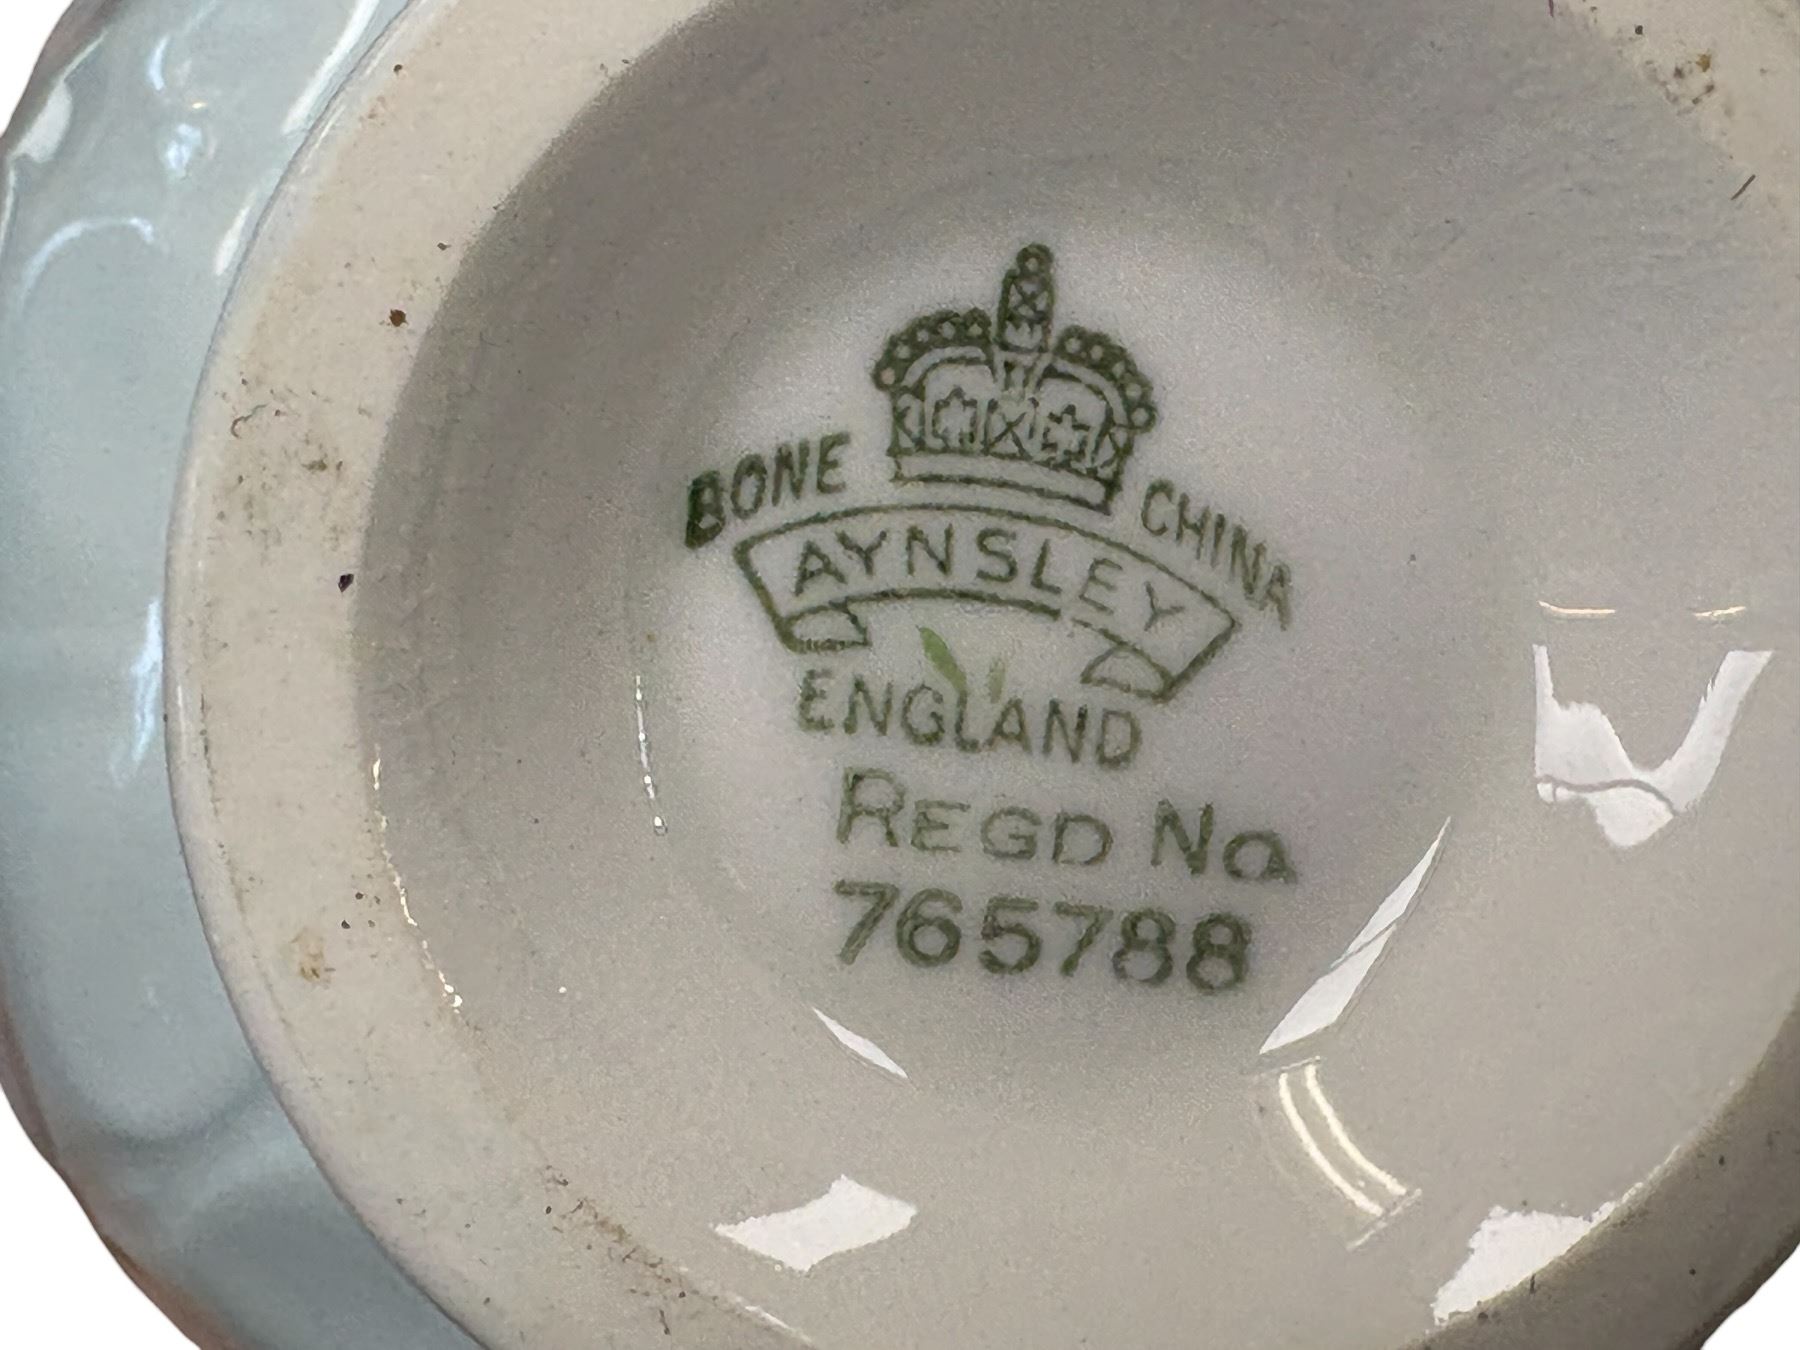 BONE CHINA
AYNSLEY
ENGLAND
REGD No
765788